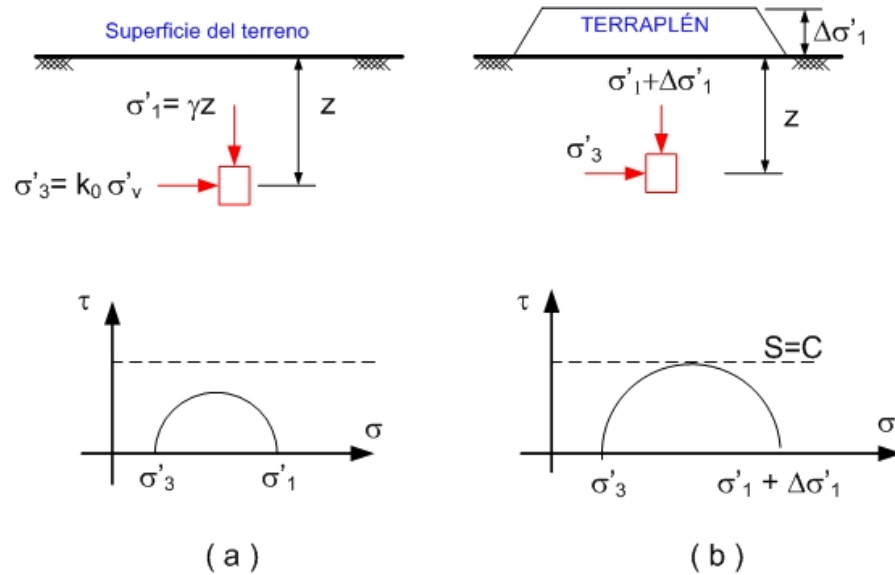 Superficie del terreno
σ'₁= γz
z
σ'₃= k₀ σ'ᵥ
TERRAPLÉN
Δσ'₁
σ'₁+Δσ'₁
z
σ'₃
τ
σ
σ'₃
σ'₁
( a )
τ
S=C
σ
σ'₃
σ'₁ + Δσ'₁
( b )